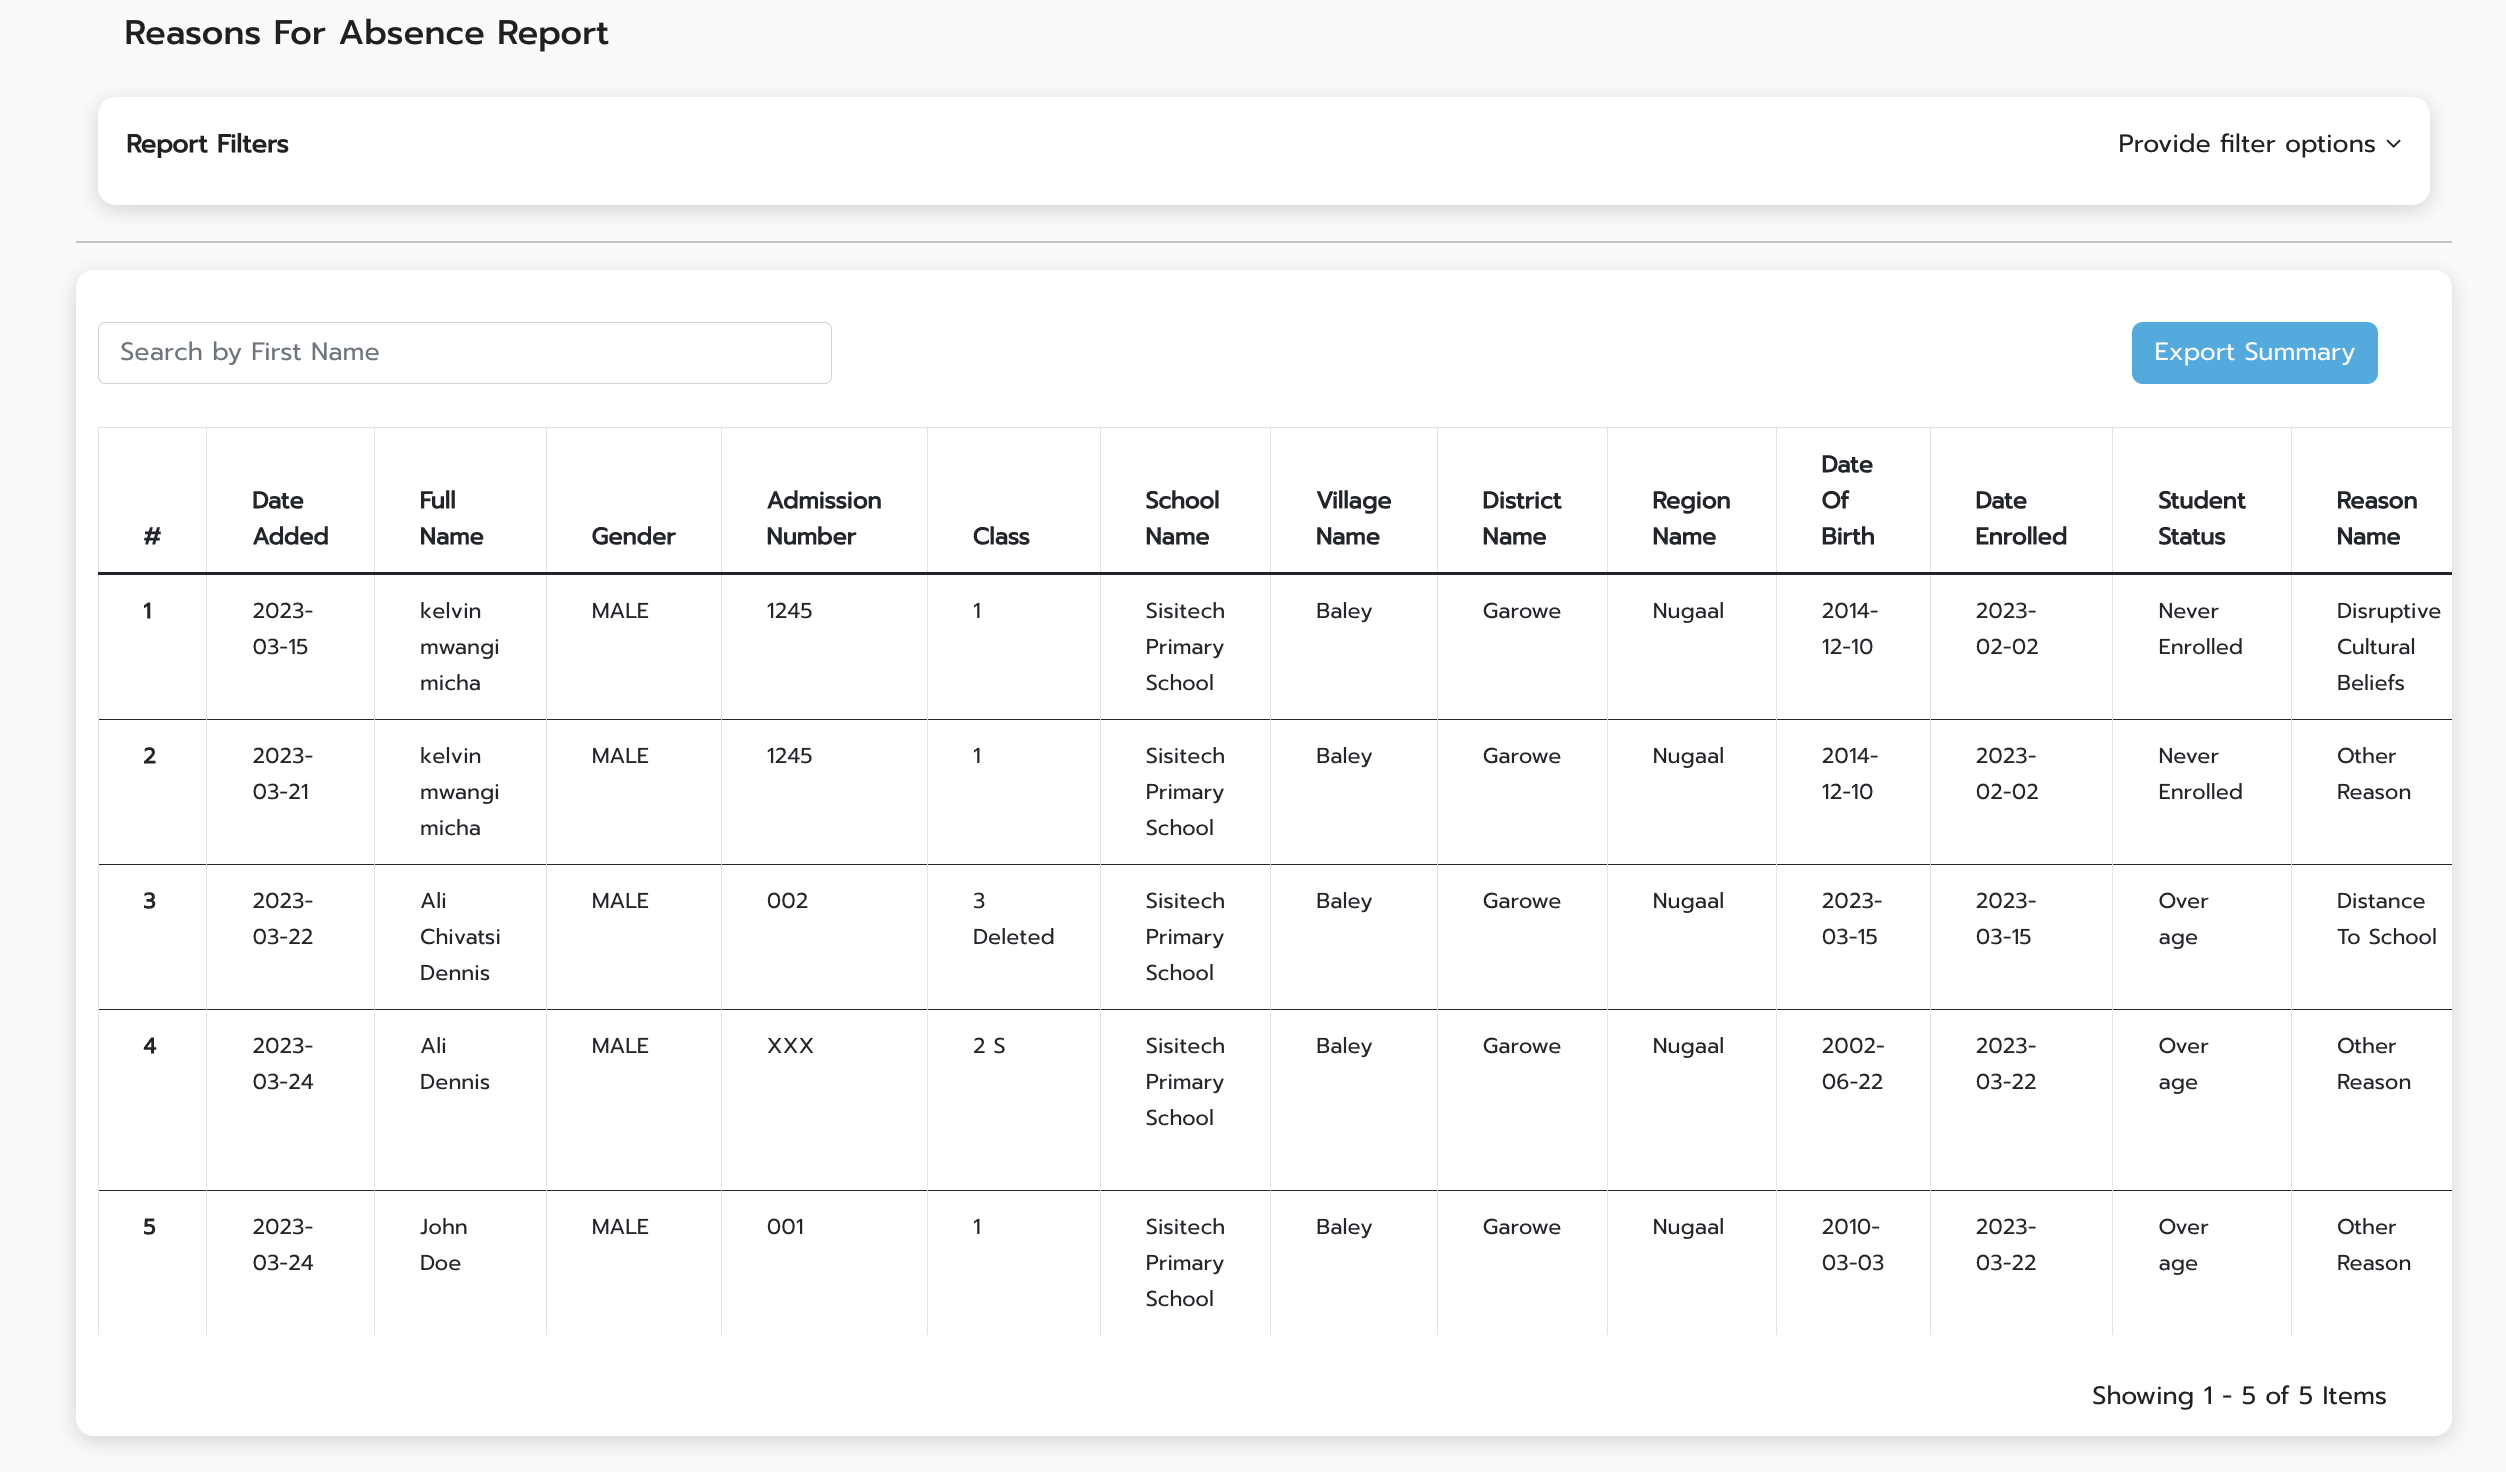 Reasons For Absence Report
Report Filters
Provide filter options
Search by First Name
Export Summary
# Date Added Full Name Gender Admission Number Class School Name Village Name District Name Region Name Date Of Birth Date Enrolled Student Status Reason Name
1 2023-03-15 kelvin mwangi micha MALE 1245 1 Sisitech Primary School Baley Garowe Nugaal 2014-12-10 2023-02-02 Never Enrolled Disruptive Cultural Beliefs
2 2023-03-21 kelvin mwangi micha MALE 1245 1 Sisitech Primary School Baley Garowe Nugaal 2014-12-10 2023-02-02 Never Enrolled Other Reason
3 2023-03-22 Ali Chivatsi Dennis MALE 002 3 Deleted Sisitech Primary School Baley Garowe Nugaal 2023-03-15 2023-03-15 Over age Distance To School
4 2023-03-24 Ali Dennis MALE XXX 2 S Sisitech Primary School Baley Garowe Nugaal 2002-06-22 2023-03-22 Over age Other Reason
5 2023-03-24 John Doe MALE 001 1 Sisitech Primary School Baley Garowe Nugaal 2010-03-03 2023-03-22 Over age Other Reason
Showing 1 - 5 of 5 Items